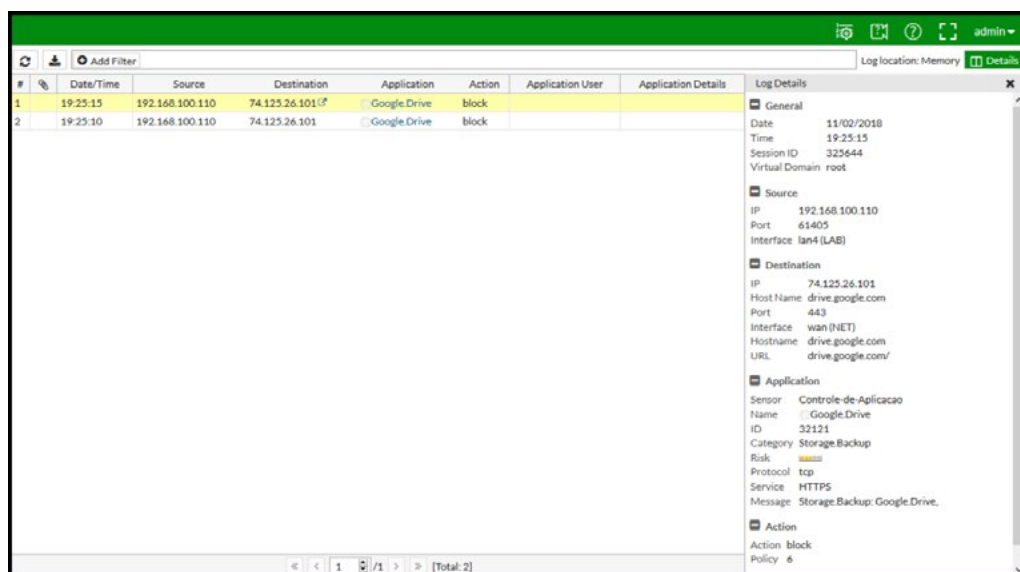 admin
Add Filter
Log location: Memory
Details
# Date/Time Source Destination Application Action Application User Application Details
1 19:25:15 192.168.100.110 74.125.26.101 Google.Drive block
2 19:25:10 192.168.100.110 74.125.26.101 Google.Drive block
« < 1 /1 > » [Total: 2]
Log Details
General
Date 11/02/2018
Time 19:25:15
Session ID 325644
Virtual Domain root
Source
IP 192.168.100.110
Port 61405
Interface lan4 (LAB)
Destination
IP 74.125.26.101
Host Name drive.google.com
Port 443
Interface wan (NET)
Hostname drive.google.com
URL drive.google.com/
Application
Sensor Controle-de-Aplicacao
Name Google.Drive
ID 32121
Category Storage.Backup
Risk
Protocol tcp
Service HTTPS
Message Storage.Backup: Google.Drive,
Action
Action block
Policy 6